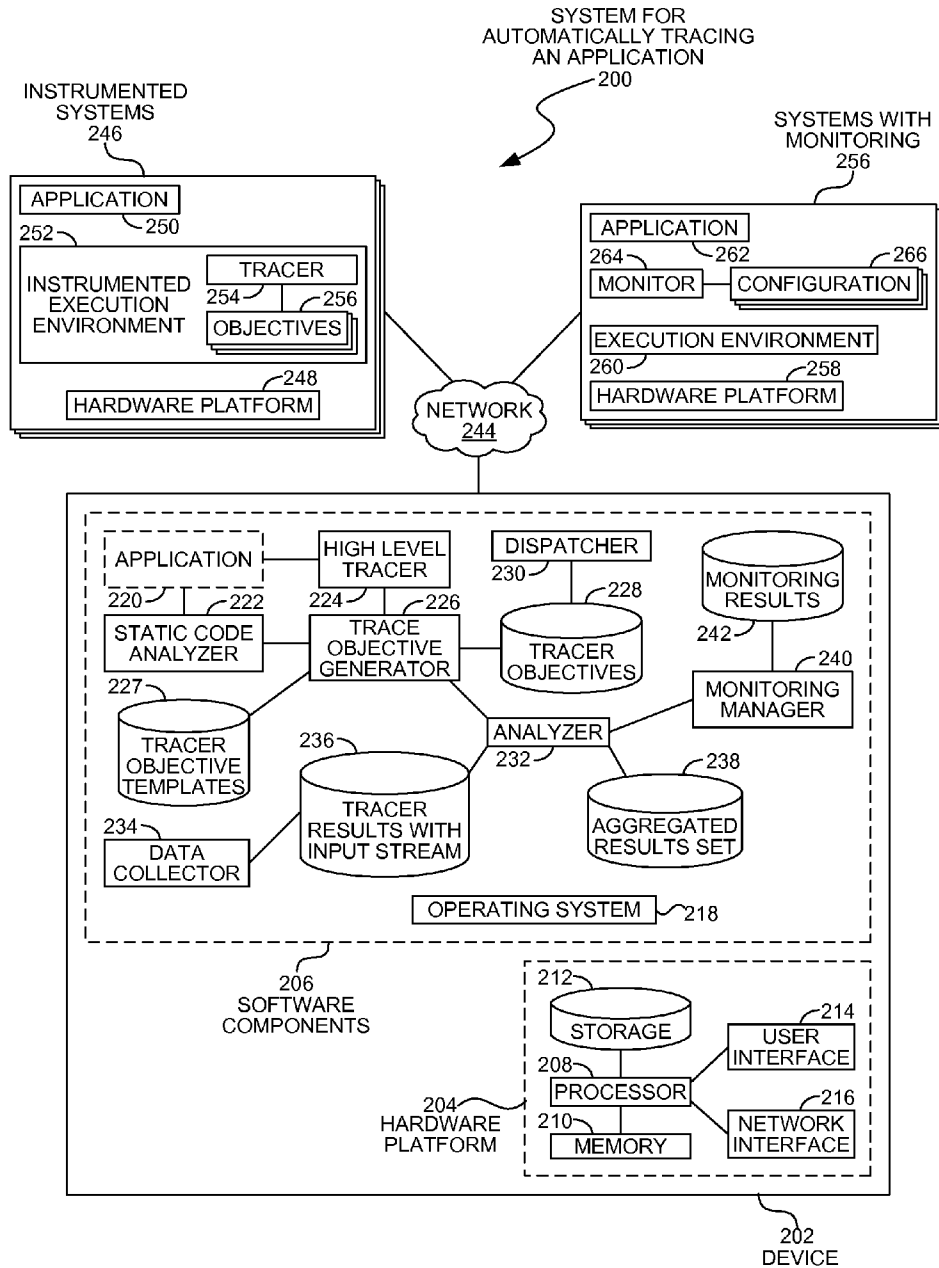 SYSTEM FOR
AUTOMATICALLY TRACING
AN APPLICATION
200
INSTRUMENTED
SYSTEMS
246
SYSTEMS WITH
MONITORING
256
APPLICATION
250
252
INSTRUMENTED
EXECUTION
ENVIRONMENT
TRACER
254
256
OBJECTIVES
248
HARDWARE PLATFORM
APPLICATION
262
264
MONITOR
266
CONFIGURATION
EXECUTION ENVIRONMENT
260
258
HARDWARE PLATFORM
NETWORK
244
APPLICATION
220
HIGH LEVEL
TRACER
224
DISPATCHER
230
MONITORING
RESULTS
242
222
STATIC CODE
ANALYZER
226
TRACE
OBJECTIVE
GENERATOR
228
TRACER
OBJECTIVES
240
MONITORING
MANAGER
227
TRACER
OBJECTIVE
TEMPLATES
236
TRACER
RESULTS WITH
INPUT STREAM
ANALYZER
232
238
AGGREGATED
RESULTS SET
234
DATA
COLLECTOR
OPERATING SYSTEM
218
206
SOFTWARE
COMPONENTS
212
STORAGE
214
USER
INTERFACE
208
PROCESSOR
204
HARDWARE
PLATFORM
210
MEMORY
216
NETWORK
INTERFACE
202
DEVICE